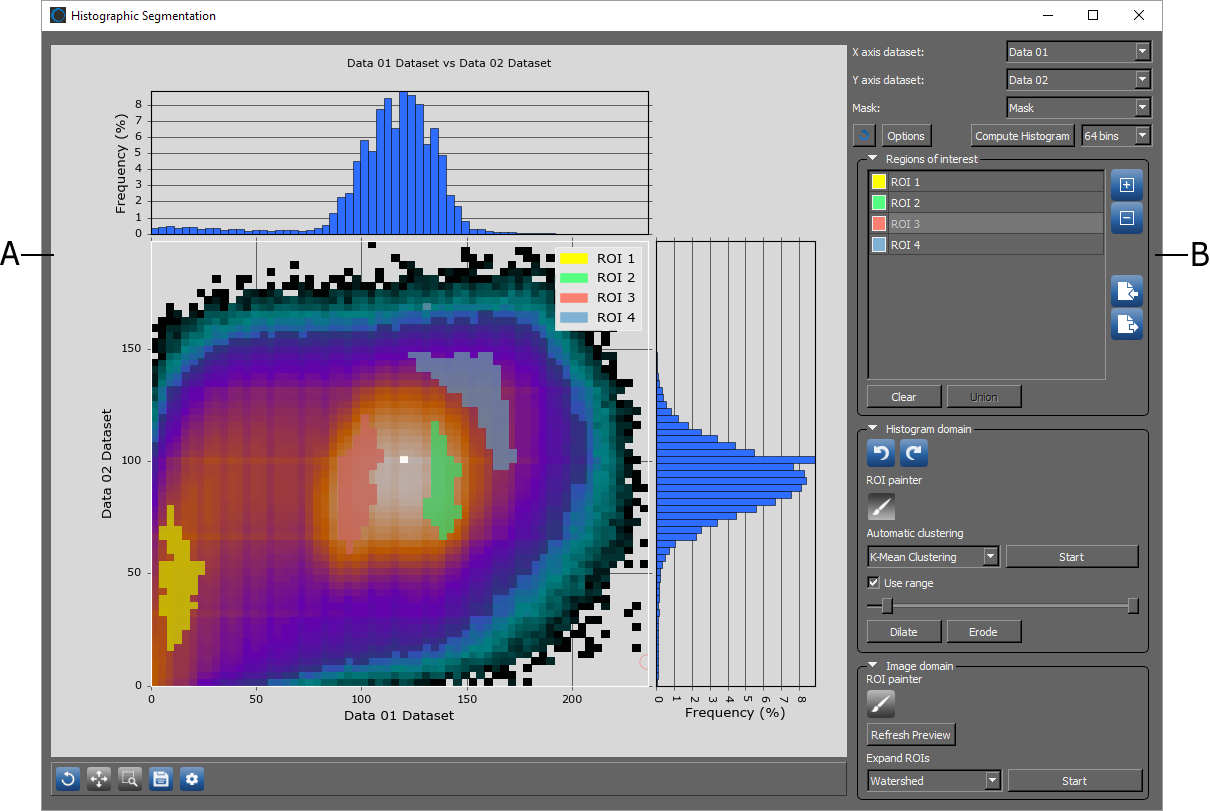 Histographic Segmentation
A
B
Data 01 Dataset vs Data 02 Dataset
Frequency (%)
8
7
6
5
4
3
2
1
0
ROI 1
ROI 2
ROI 3
ROI 4
Data 02 Dataset
150
100
50
0
0 50 100 150 200
Data 01 Dataset
0 1 2 3 4 5 6 7 8
Frequency (%)
X axis dataset: Data 01
Y axis dataset: Data 02
Mask: Mask
Options Compute Histogram 64 bins
Regions of interest
ROI 1
ROI 2
ROI 3
ROI 4
Clear Union
Histogram domain
ROI painter
Automatic clustering
K-Mean Clustering Start
Use range
Dilate Erode
Image domain
ROI painter
Refresh Preview
Expand ROIs
Watershed Start